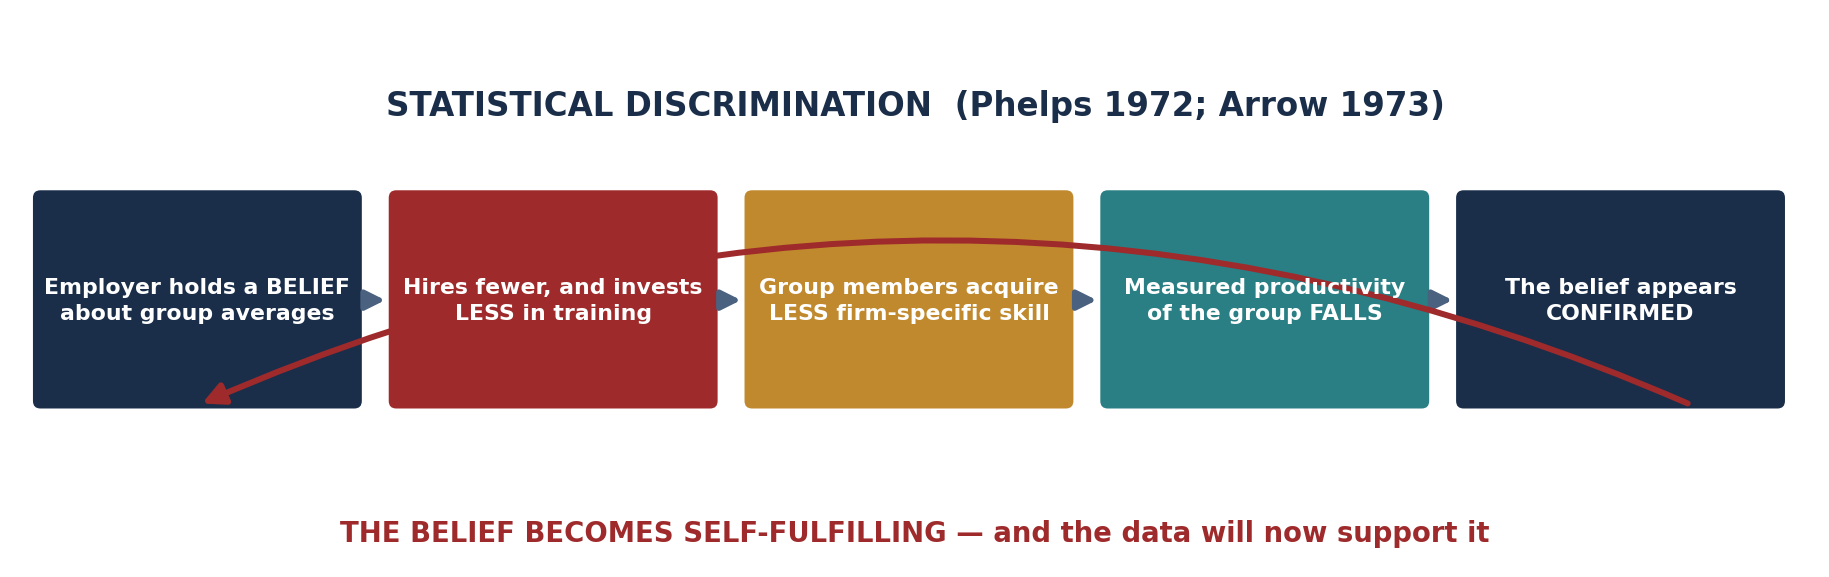 STATISTICAL DISCRIMINATION (Phelps 1972; Arrow 1973)
Employer holds a BELIEF
about group averages
Hires fewer, and invests
LESS in training
Group members acquire
LESS firm-specific skill
Measured productivity
of the group FALLS
The belief appears
CONFIRMED
THE BELIEF BECOMES SELF-FULFILLING — and the data will now support it